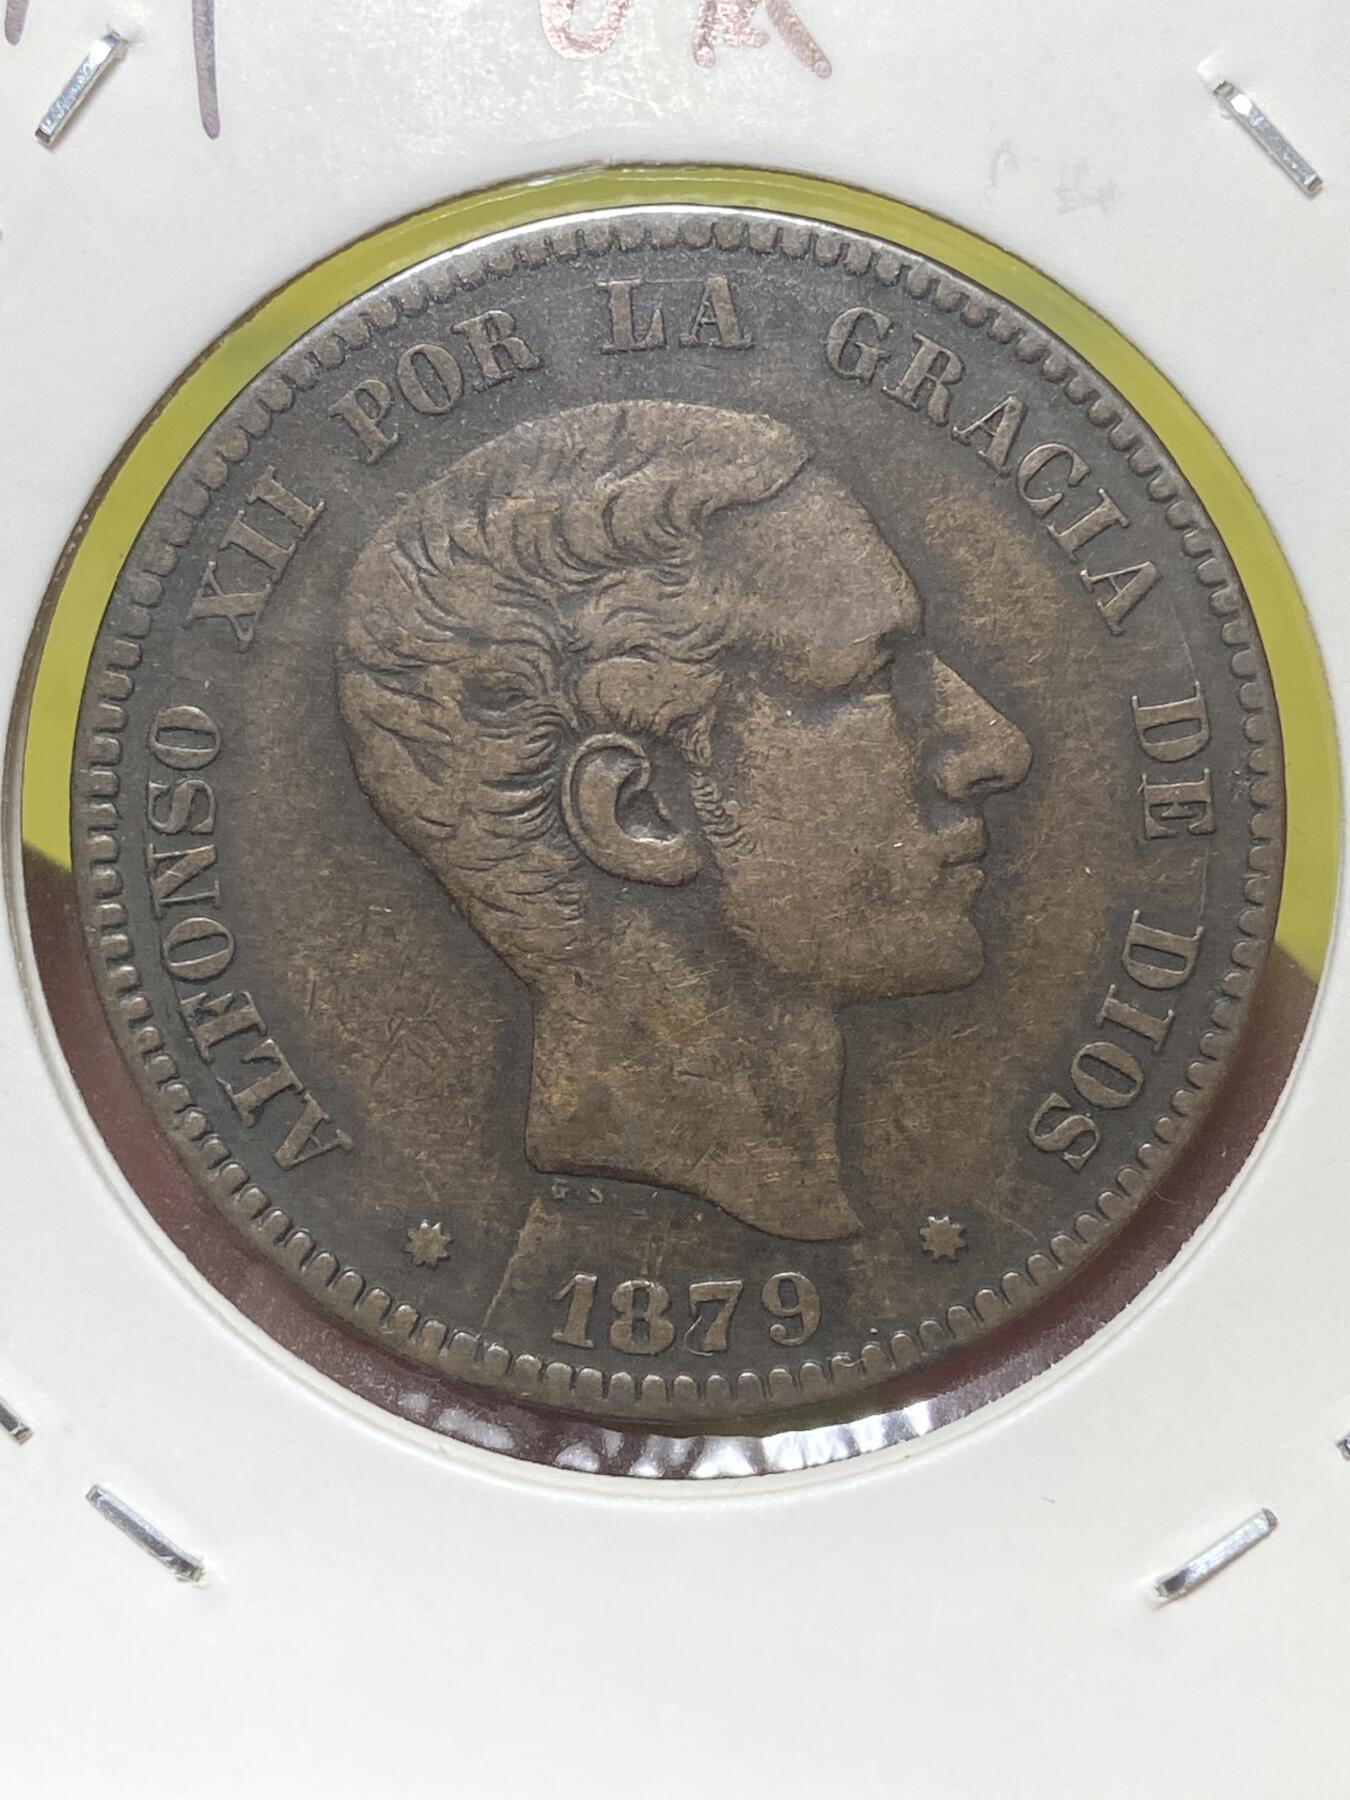 ALFONSO XII POR LA GRACIA DE DIOS
G S
1879